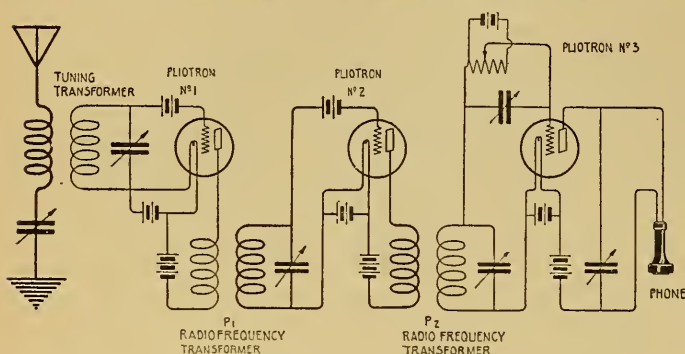 TUNING
TRANSFORMER
PLIOTRON
Nº1
PLIOTRON
Nº2
PLIOTRON Nº3
PHONE
P1
RADIO FREQUENCY
TRANSFORMER
P2
RADIO FREQUENCY
TRANSFORMER